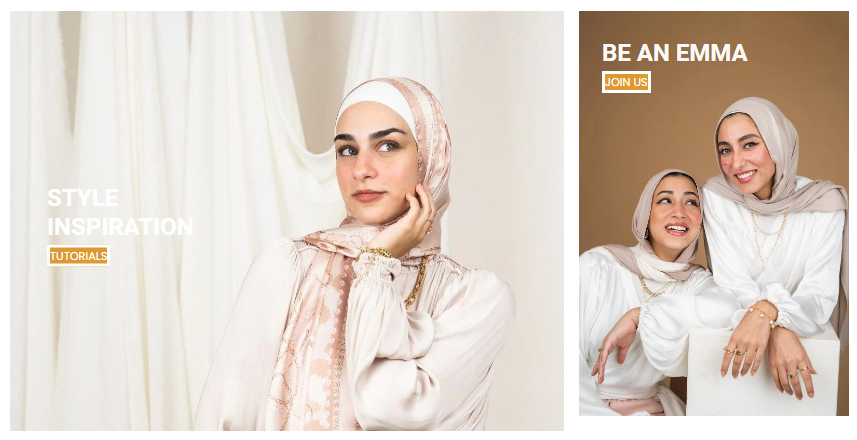 STYLE
INSPIRATION
TUTORIALS
BE AN EMMA
JOIN US